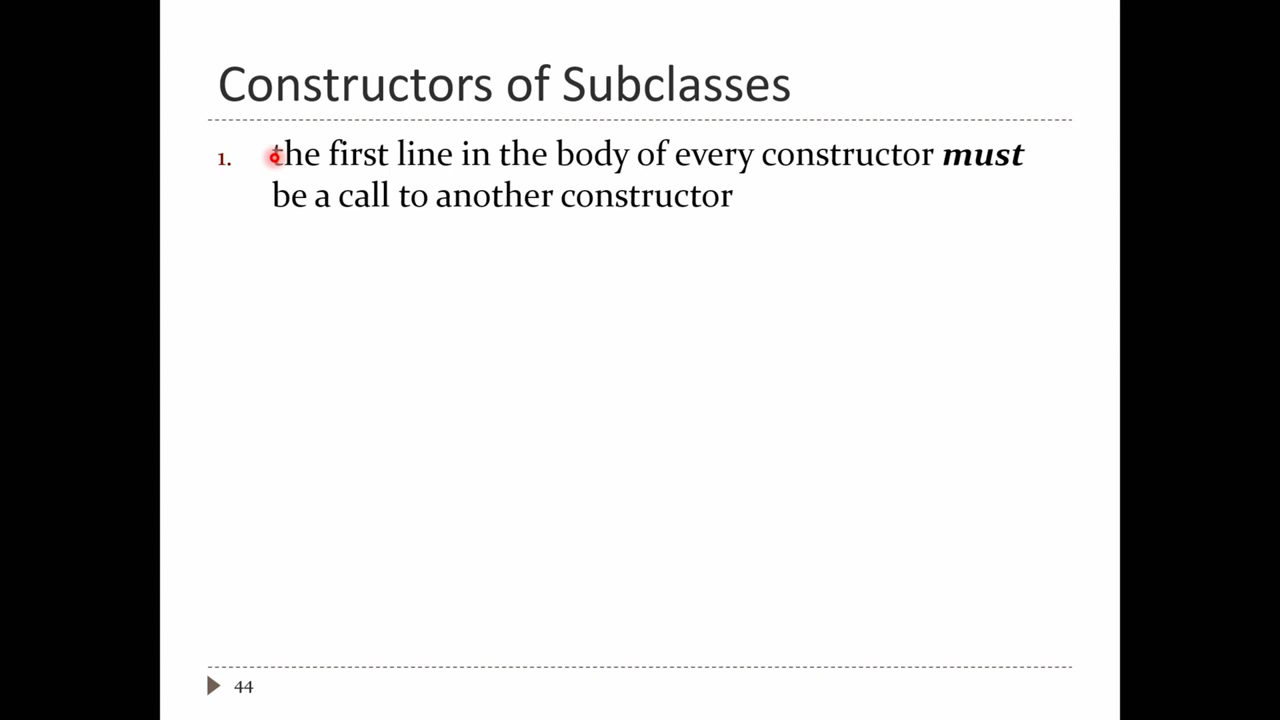 Constructors of Subclasses
1. the first line in the body of every constructor must
be a call to another constructor
44